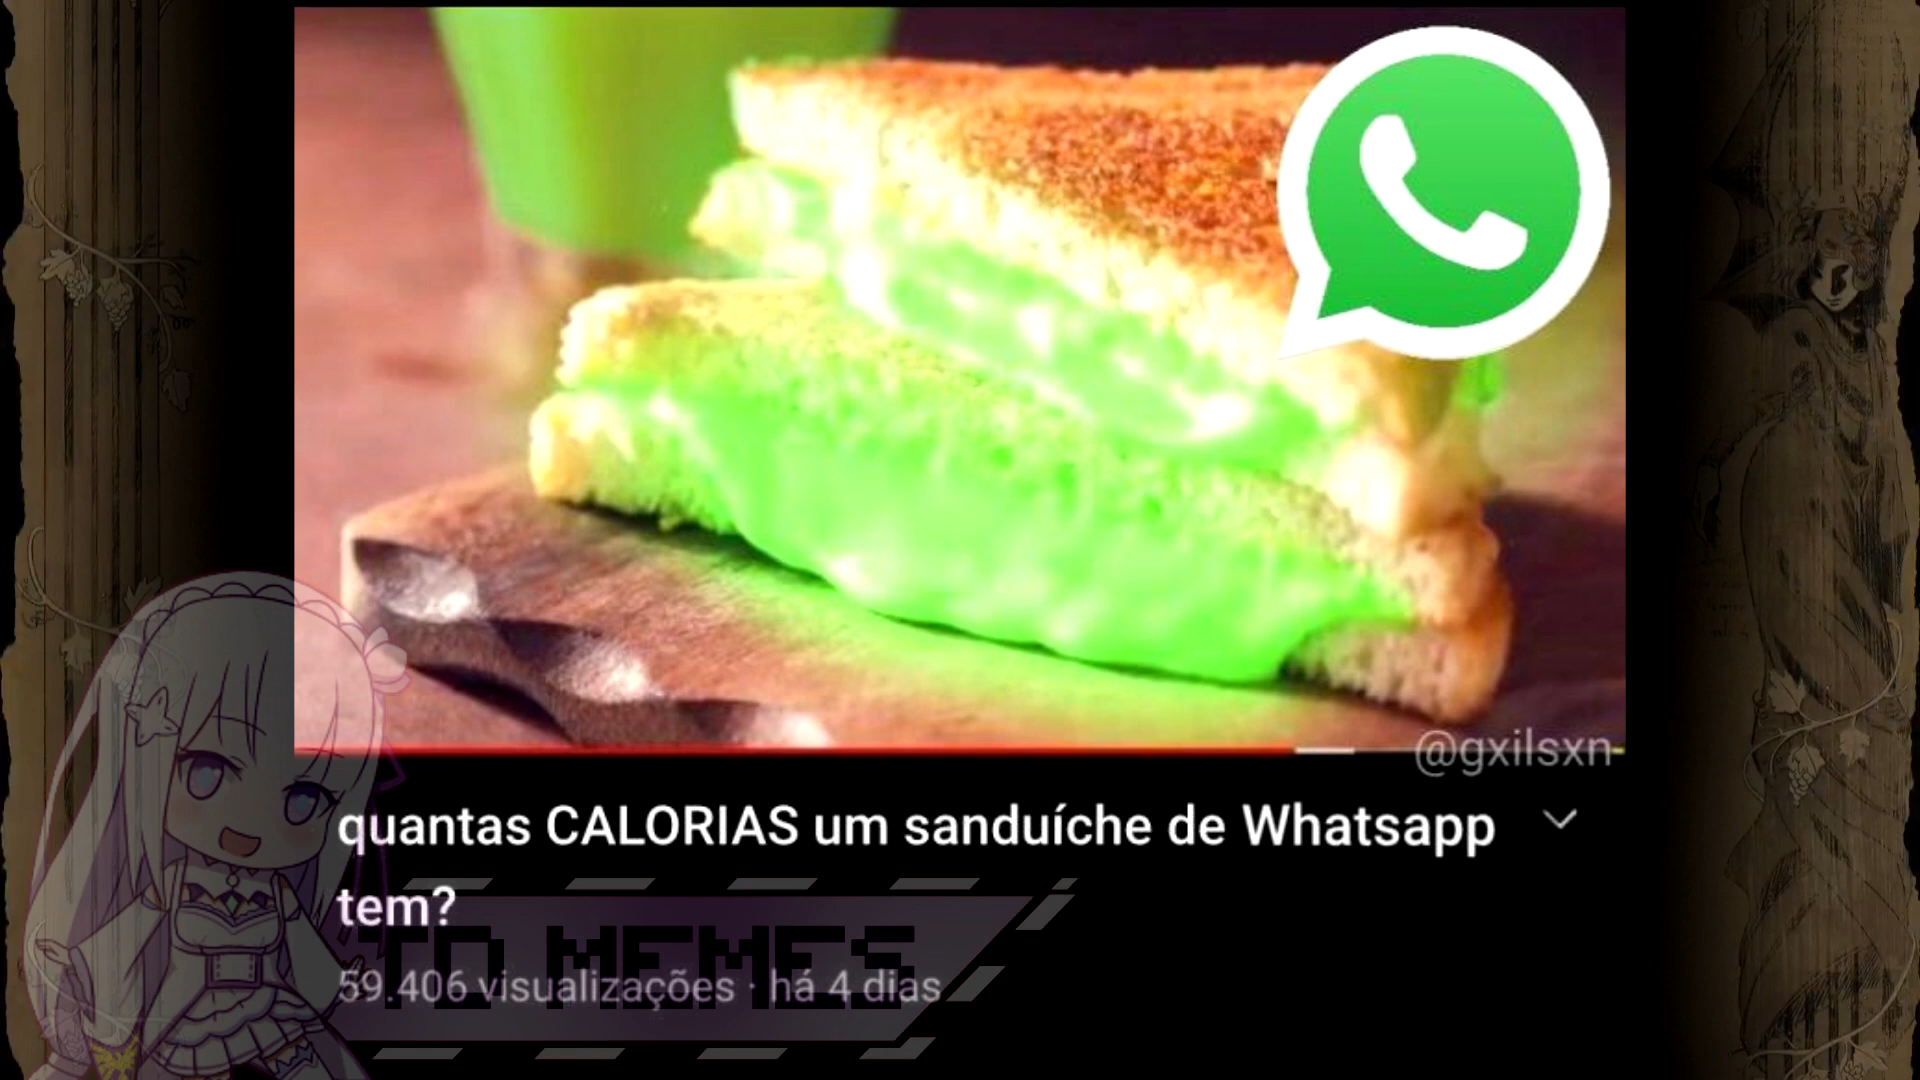 @gxilsxn
quantas CALORIAS um sanduíche de Whatsapp
tem?
TD MEMES
59.406 visualizações · há 4 dias